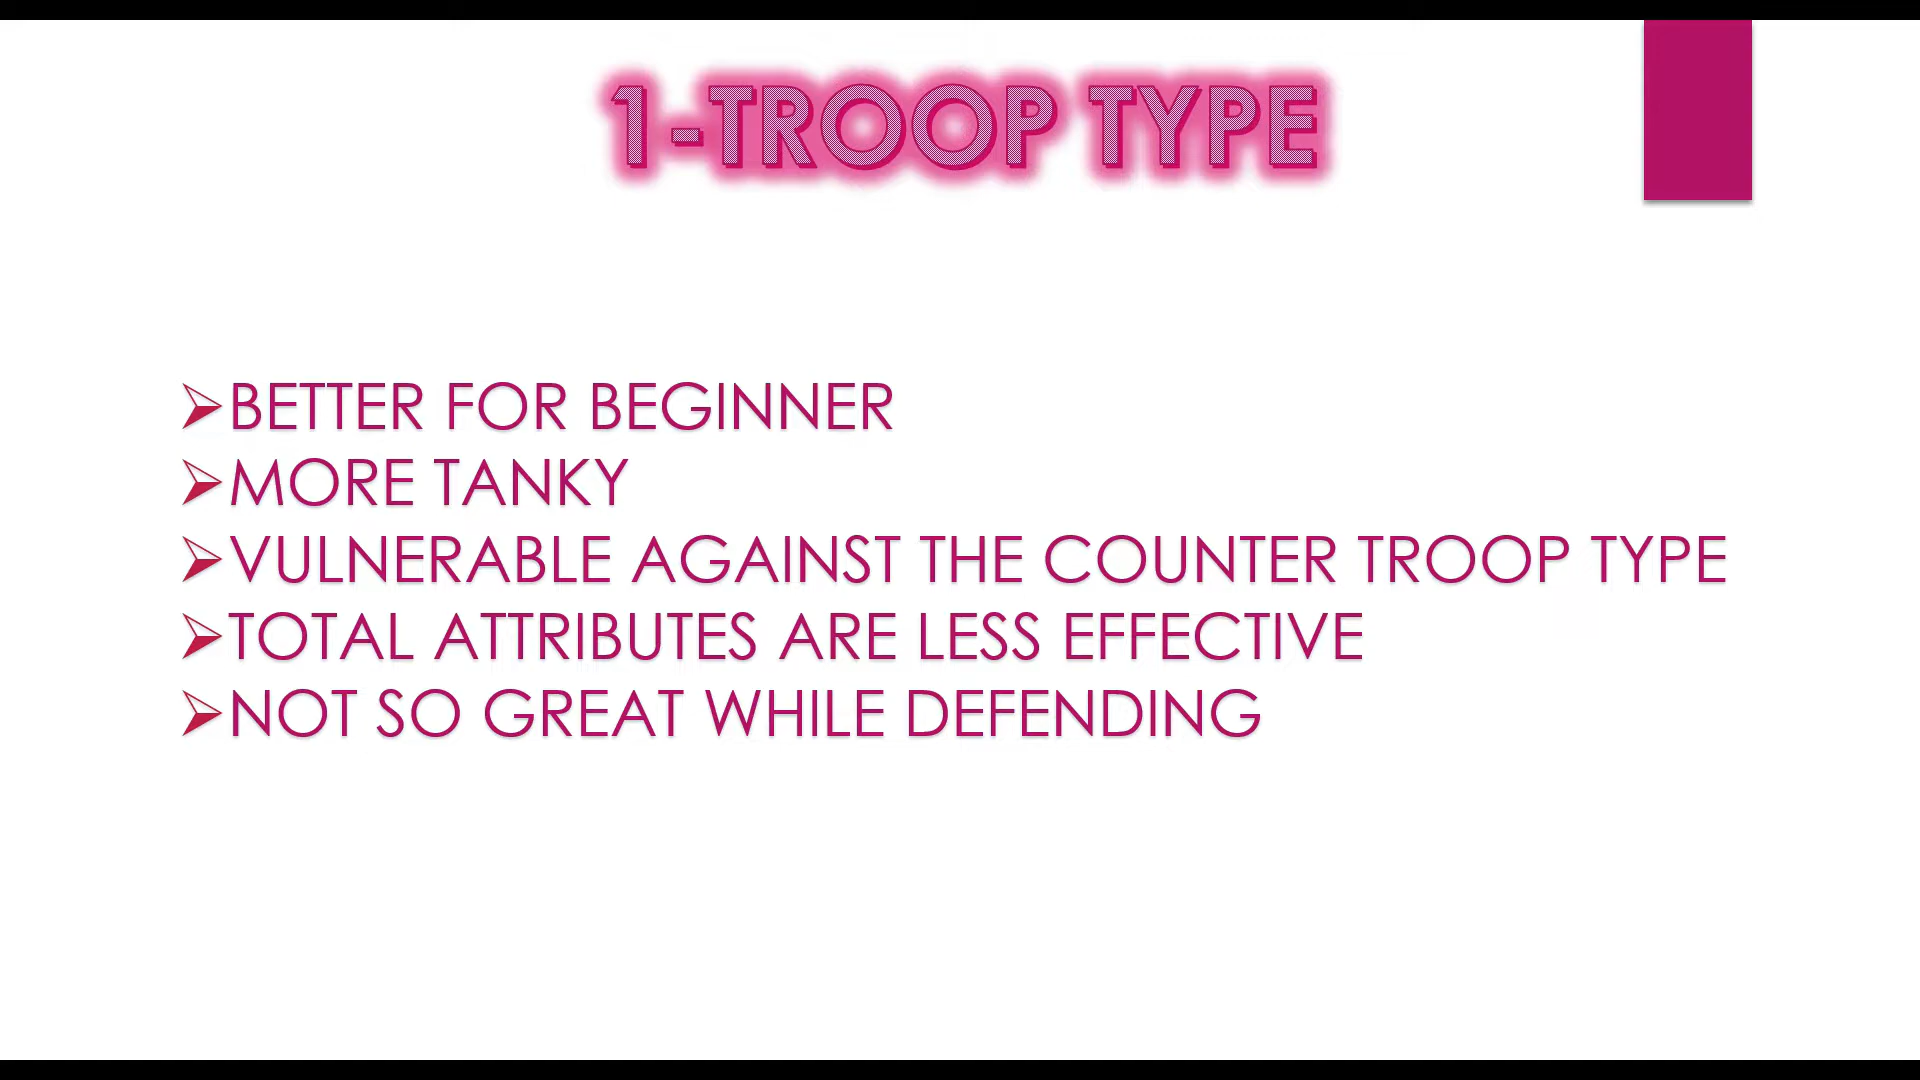 1-TROOP TYPE
➢BETTER FOR BEGINNER
➢MORE TANKY
➢VULNERABLE AGAINST THE COUNTER TROOP TYPE
➢TOTAL ATTRIBUTES ARE LESS EFFECTIVE
➢NOT SO GREAT WHILE DEFENDING